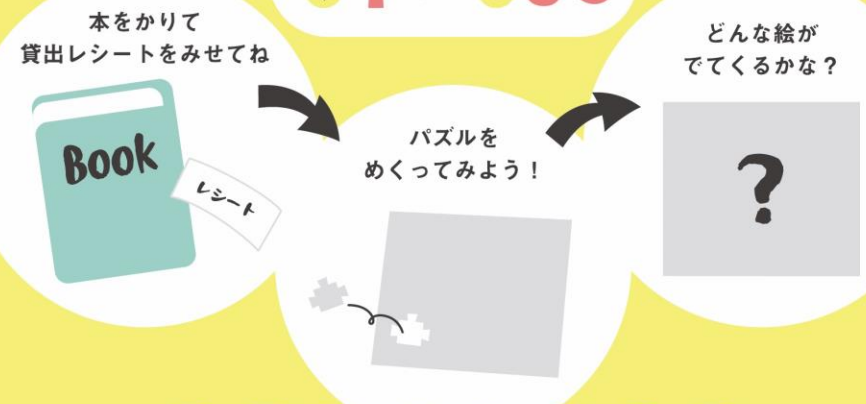 本をかりて
貸出レシートをみせてね
Book
レシート
パズルを
めくってみよう！
どんな絵が
でてくるかな？
?